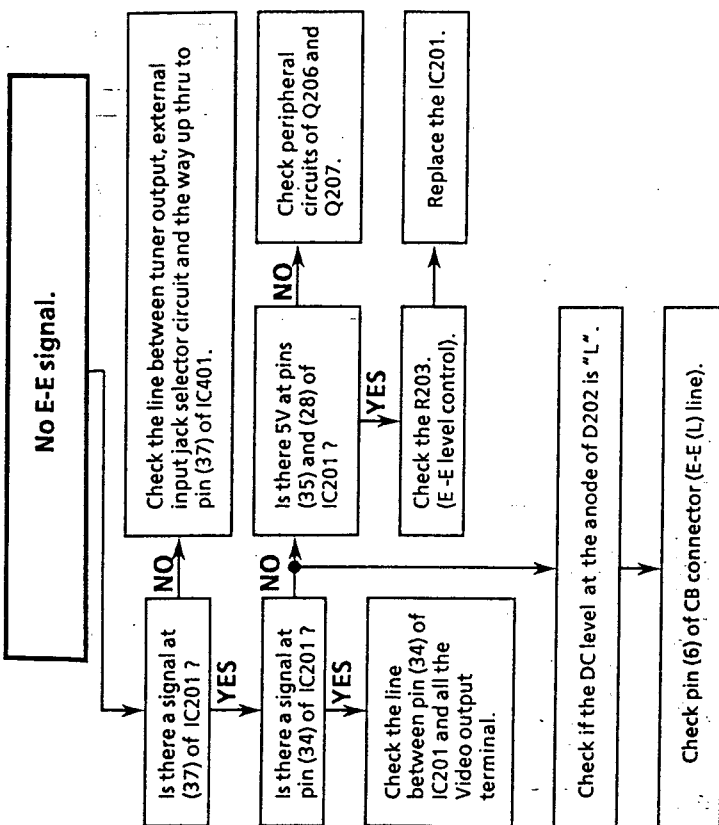 No E-E signal.
Is there a signal at
(37) of IC201 ?
NO
Check the line between tuner output, external
input jack selector circuit and the way up thru to
pin (37) of IC401.
YES
Is there a signal at
pin (34) of IC201 ?
NO
Is there 5V at pins
(35) and (28) of
IC201 ?
NO
Check peripheral
circuits of Q206 and
Q207.
YES
Check the line
between pin (34) of
IC201 and all the
Video output
terminal.
YES
Check the R203.
(E-E level control).
Replace the IC201.
Check if the DC level at the anode of D202 is "L".
Check pin (6) of CB connector (E-E (L) line).